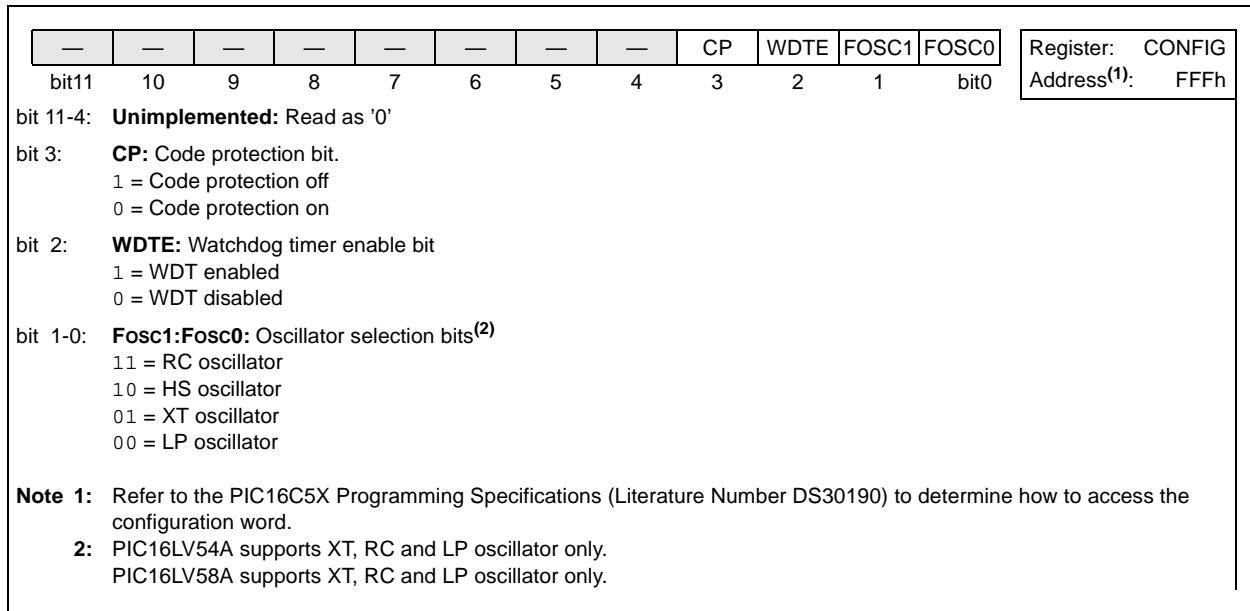 — — — — — — — — CP WDTE FOSC1 FOSC0 Register: CONFIG
bit11 10 9 8 7 6 5 4 3 2 1 bit0 Address(1): FFFh
bit 11-4: Unimplemented: Read as '0'
bit 3: CP: Code protection bit.
1 = Code protection off
0 = Code protection on
bit 2: WDTE: Watchdog timer enable bit
1 = WDT enabled
0 = WDT disabled
bit 1-0: FOSC1:FOSC0: Oscillator selection bits(2)
11 = RC oscillator
10 = HS oscillator
01 = XT oscillator
00 = LP oscillator
Note 1: Refer to the PIC16C5X Programming Specifications (Literature Number DS30190) to determine how to access the
configuration word.
2: PIC16LV54A supports XT, RC and LP oscillator only.
PIC16LV58A supports XT, RC and LP oscillator only.